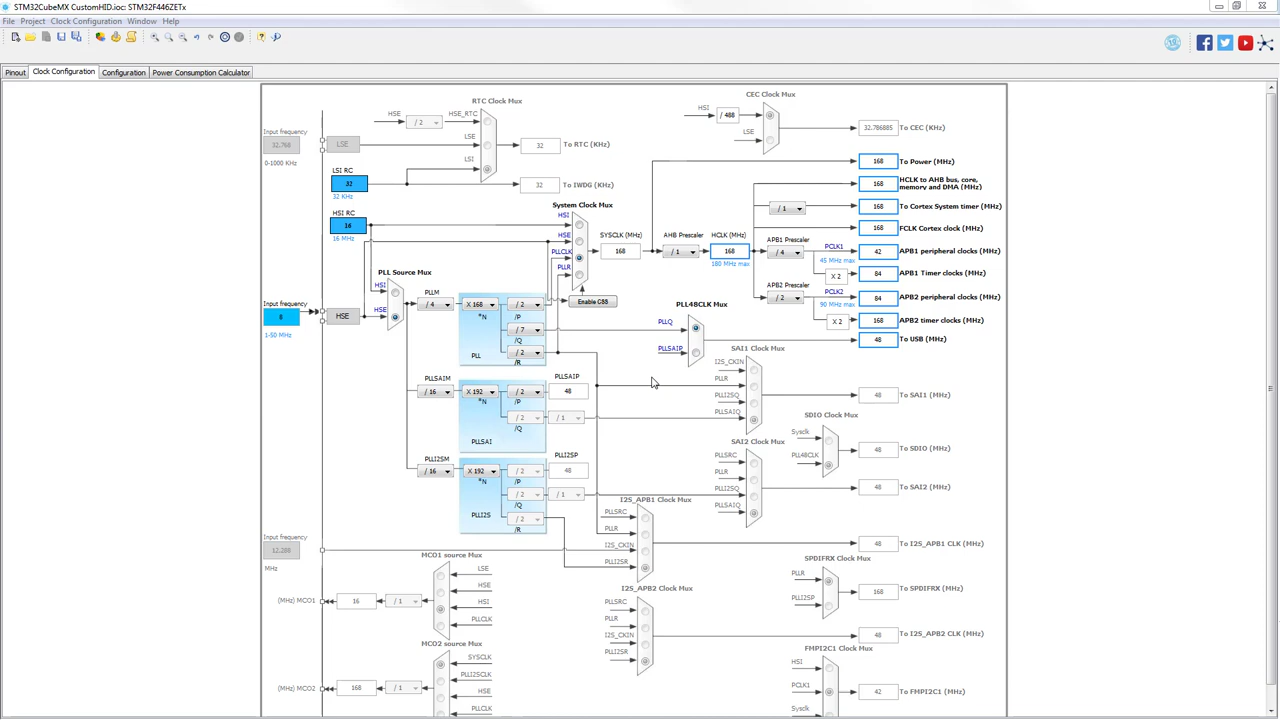 STM32CubeMX CustomHID.ioc: STM32F446ZETx
File Project Clock Configuration Window Help
Pinout Clock Configuration Configuration Power Consumption Calculator
RTC Clock Mux
CEC Clock Mux
HSE / 2 HSE_RTC
HSI / 488
Input frequency
32.768 LSE
0-1000 KHz
LSE
32 To RTC (KHz)
LSE
32.786885 To CEC (KHz)
LSI
168 To Power (MHz)
LSI RC
32
32 KHz
32 To IWDG (KHz)
168 HCLK to AHB bus, core,
memory and DMA (MHz)
System Clock Mux
/ 1
168 To Cortex System timer (MHz)
HSI RC
16
16 MHz
HSI
168 FCLK Cortex clock (MHz)
HSE
SYSCLK (MHz) AHB Prescaler HCLK (MHz) APB1 Prescaler
PLLCLK
168 / 1 168 / 4
180 MHz max
PCLK1
45 MHz max
42 APB1 peripheral clocks (MHz)
PLLR
X 2
84 APB1 Timer clocks (MHz)
PLL Source Mux
HSI
HSE
Enable CSS
APB2 Prescaler
/ 2
PCLK2
90 MHz max
84 APB2 peripheral clocks (MHz)
X 2
168 APB2 timer clocks (MHz)
Input frequency
8 HSE
1-50 MHz
PLLM
/ 4 X 168 / 2
*N /P
/ 7
/Q
/ 2
PLL /R
PLL48CLK Mux
PLLQ
PLLSAIP
48 To USB (MHz)
SAI1 Clock Mux
I2S_CKIN
PLLR
PLLI2SQ
PLLSAIQ
48 To SAI1 (MHz)
PLLSAIM PLLSAIP
/ 16 X 192 / 2 48
*N /P
/ 2 / 1
/Q
PLLSAI
SDIO Clock Mux
Sysck
PLL48CLK
48 To SDIO (MHz)
SAI2 Clock Mux
PLLSRC
PLLR
PLLI2SQ
PLLSAIQ
48 To SAI2 (MHz)
PLLI2SM PLLI2SP
/ 16 X 192 / 2 48
*N /P
/ 2 / 1
/Q
/ 2
PLLI2S /R
I2S_APB1 Clock Mux
PLLSRC
PLLR
I2S_CKIN
PLLI2SR
48 To I2S_APB1 CLK (MHz)
Input frequency
12.288
MHz
MCO1 source Mux
LSE
HSE
HSI
PLLCLK
(MHz) MCO1 16 / 1
SPDIFRX Clock Mux
PLLR
PLLI2SP
168 To SPDIFRX (MHz)
I2S_APB2 Clock Mux
PLLSRC
PLLR
I2S_CKIN
PLLI2SR
48 To I2S_APB2 CLK (MHz)
MCO2 source Mux
SYSCLK
PLLI2SCLK
HSE
PLLCLK
(MHz) MCO2 168 / 1
FMPI2C1 Clock Mux
HSI
PCLK1
Sysck
42 To FMPI2C1 (MHz)